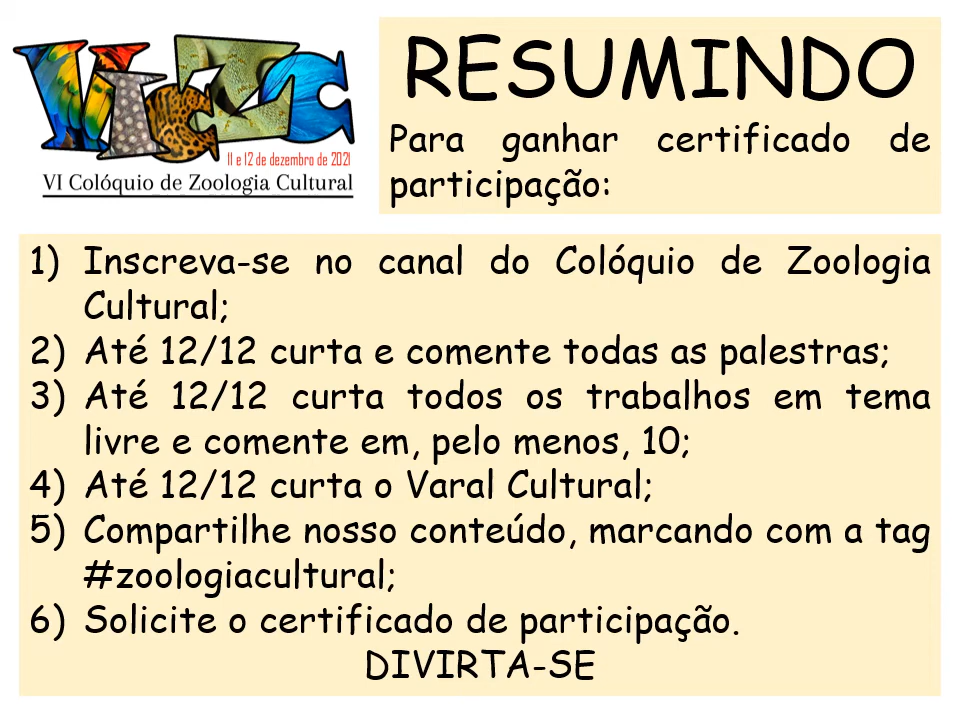 VI CZC
11 e 12 de dezembro de 2021
VI Colóquio de Zoologia Cultural
RESUMINDO
Para ganhar certificado de
participação:
1) Inscreva-se no canal do Colóquio de Zoologia
Cultural;
2) Até 12/12 curta e comente todas as palestras;
3) Até 12/12 curta todos os trabalhos em tema
livre e comente em, pelo menos, 10;
4) Até 12/12 curta o Varal Cultural;
5) Compartilhe nosso conteúdo, marcando com a tag
#zoologiacultural;
6) Solicite o certificado de participação.
DIVIRTA-SE